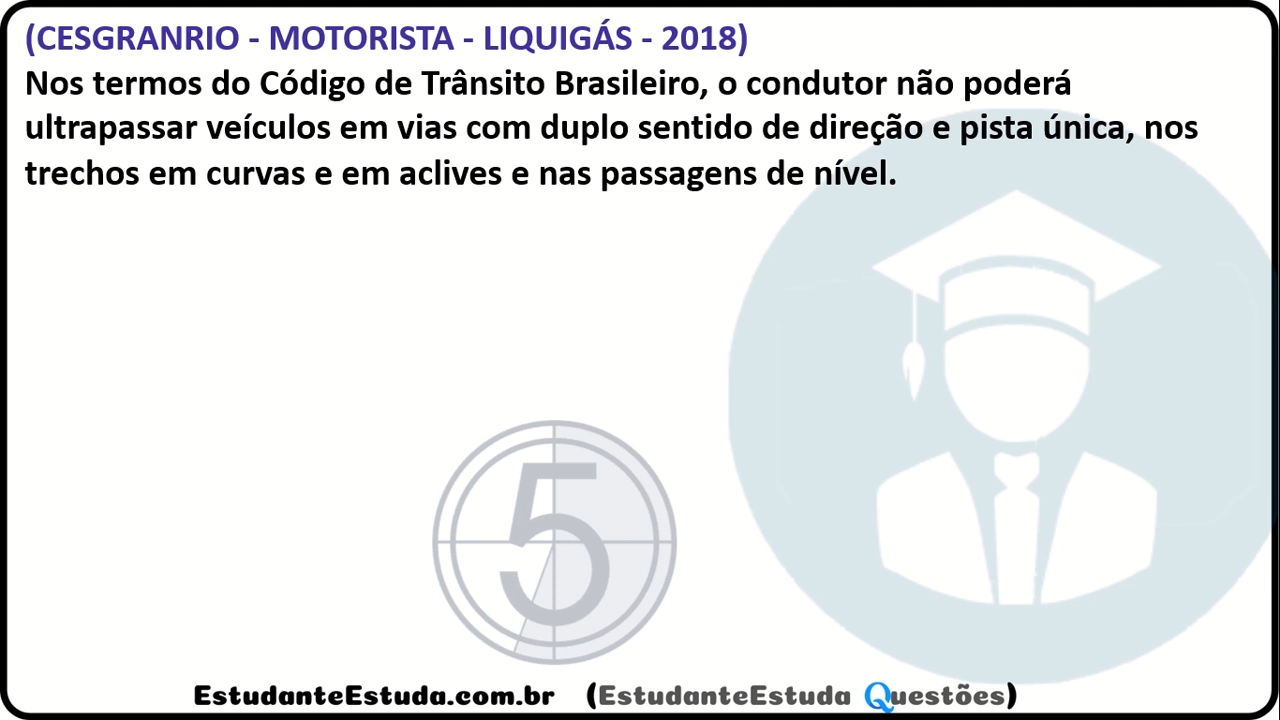 (CESGRANRIO - MOTORISTA - LIQUIGÁS - 2018)
Nos termos do Código de Trânsito Brasileiro, o condutor não poderá
ultrapassar veículos em vias com duplo sentido de direção e pista única, nos
trechos em curvas e em aclives e nas passagens de nível.
5
EstudanteEstuda.com.br (EstudanteEstuda Questões)